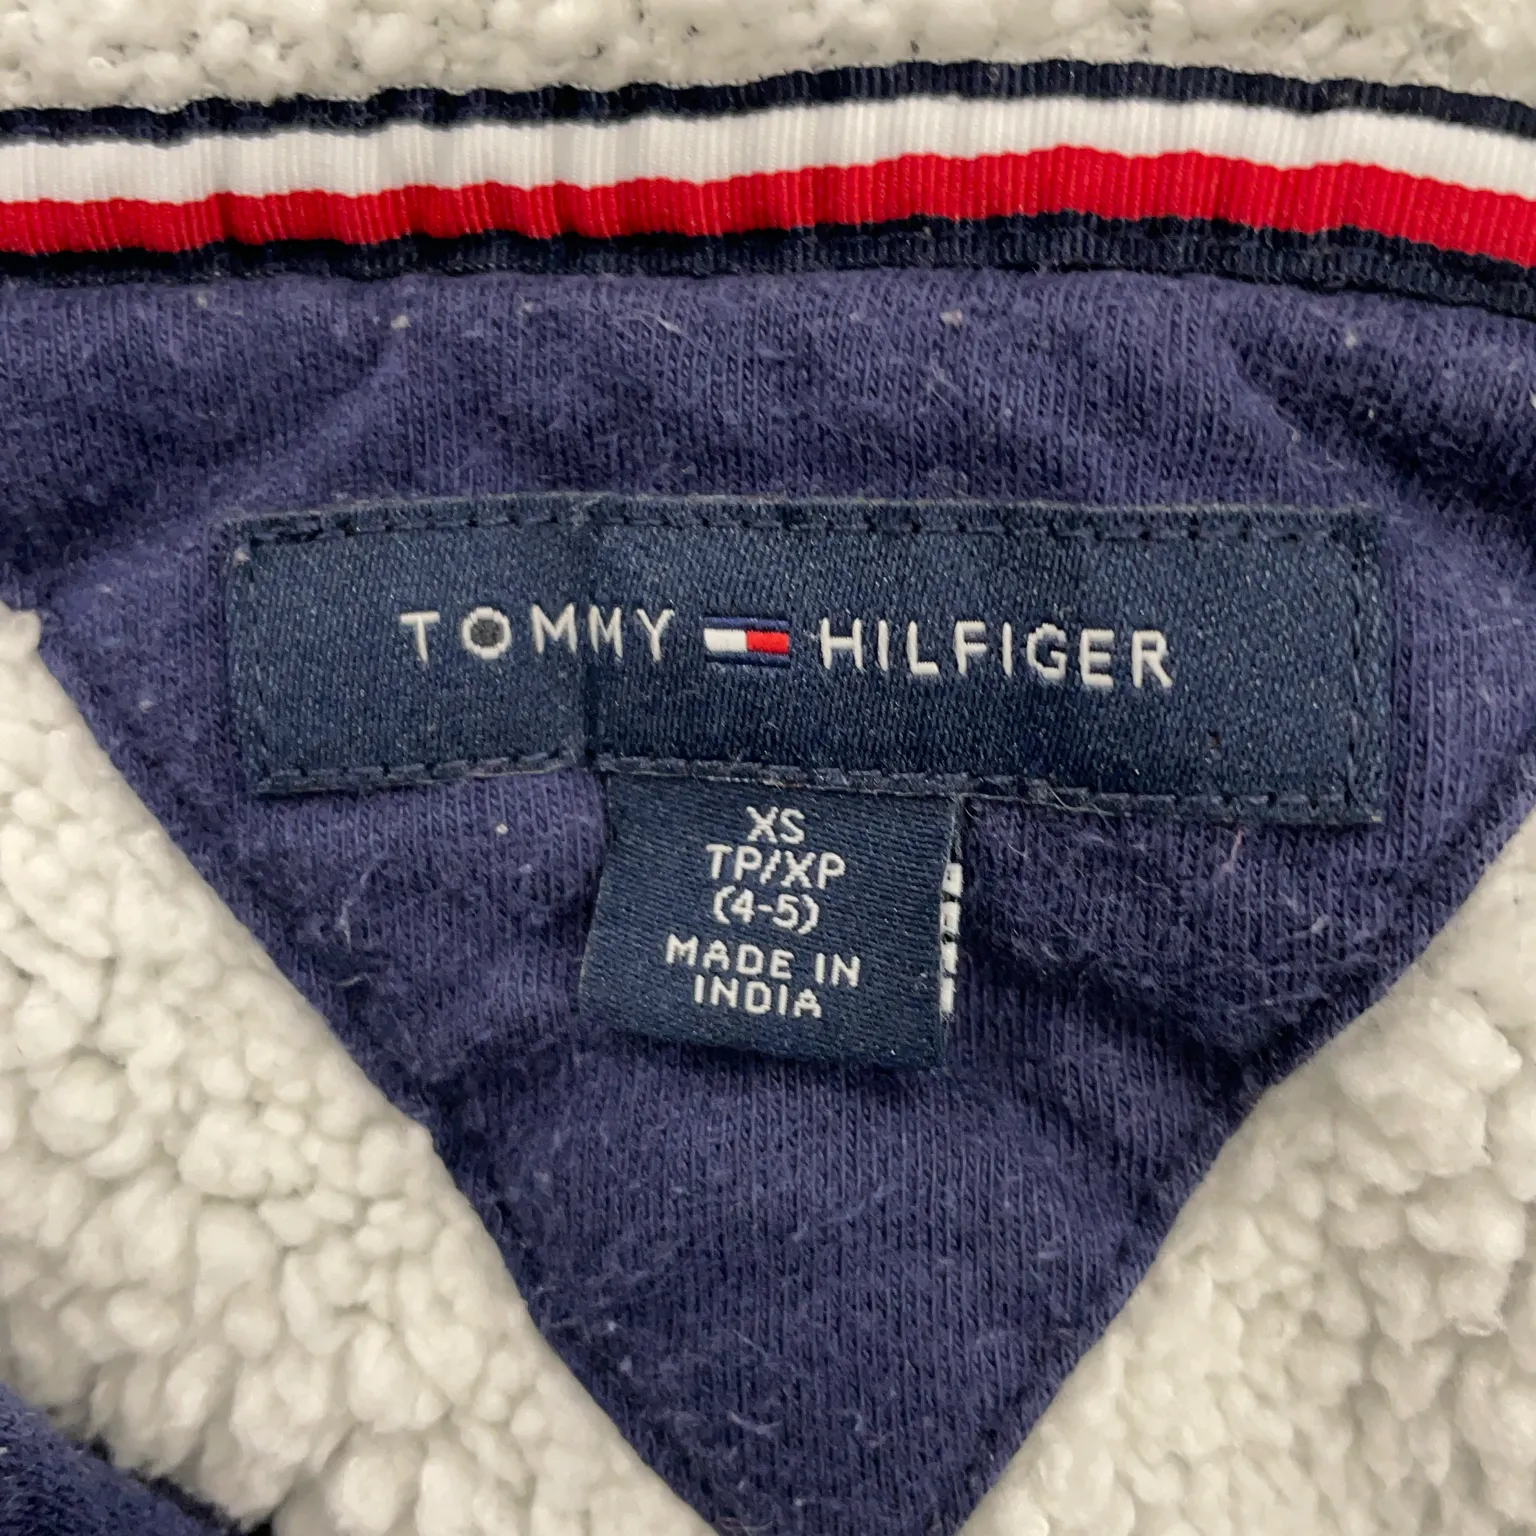 TOMMY HILFIGER
XS
TP/XP
(4-5)
MADE IN
INDIA